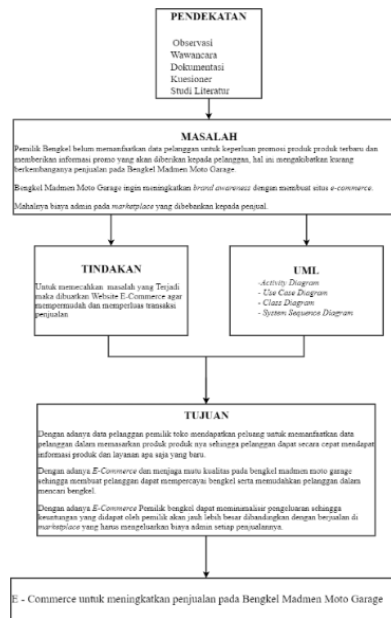 PENDEKATAN
Observasi
Wawancara
Dokumentasi
Kuesioner
Studi Literatur
MASALAH
Pemilik Bengkel belum memanfaatkan data pelanggan untuk keperluan promosi produk produk terbaru dan
memberikan informasi promo yang akan diberikan kepada pelanggan, hal ini mengakibatkan kurang
berkembanganya penjualan pada Bengkel Madmen Moto Garage.
Bengkel Madmen Moto Garage ingin meningkatkan brand awareness dengan membuat situs e-commerce.
Mahalnya biaya admin pada marketplace yang dibebankan kepada penjual.
TINDAKAN
Untuk memecahkan masalah yang Terjadi
maka dibuatkan Website E-Commerce agar
mempermudah dan memperluas transaksi
penjualan
UML
-Activity Diagram
- Use Case Diagram
- Class Diagram
- System Sequence Diagram
TUJUAN
Dengan adanya data pelanggan pemilik toko mendapatkan peluang untuk memanfaatkan data
pelanggan dalam memasarkan produk produk nya sehingga pelanggan dapat secara cepat mendapat
informasi produk dan layanan apa saja yang baru.
Dengan adanya E-Commerce dan menjaga mutu kualitas pada bengkel madmen moto garage
sehingga membuat pelanggan dapat mempercayai bengkel serta memudahkan pelanggan dalam
mencari bengkel.
Dengan adanya E-Commerce Pemilik bengkel dapat meminimalisir pengeluaran sehingga
keuntungan yang didapat oleh pemilik akan jauh lebih besar dibandingkan dengan berjualan di
marketplace yang harus mengeluarkan biaya admin setiap penjualannya.
E - Commerce untuk meningkatkan penjualan pada Bengkel Madmen Moto Garage